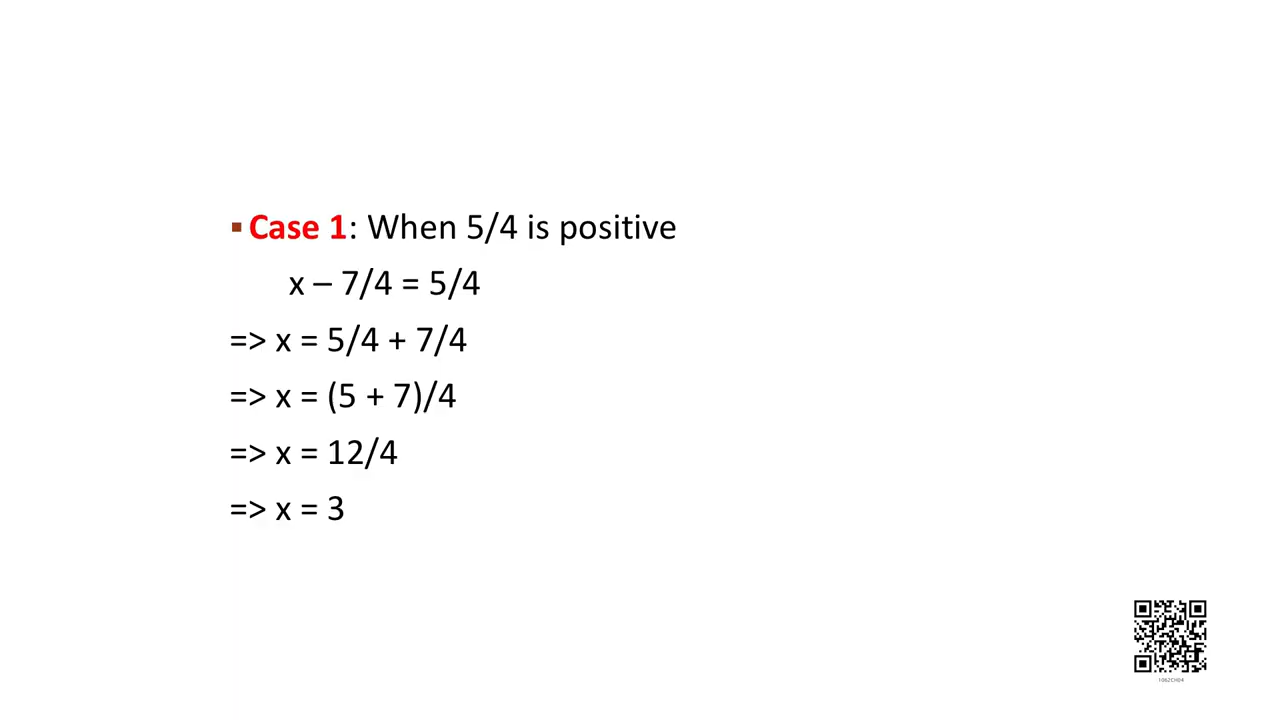 ▪ Case 1: When 5/4 is positive
x – 7/4 = 5/4
=> x = 5/4 + 7/4
=> x = (5 + 7)/4
=> x = 12/4
=> x = 3
1062CH04